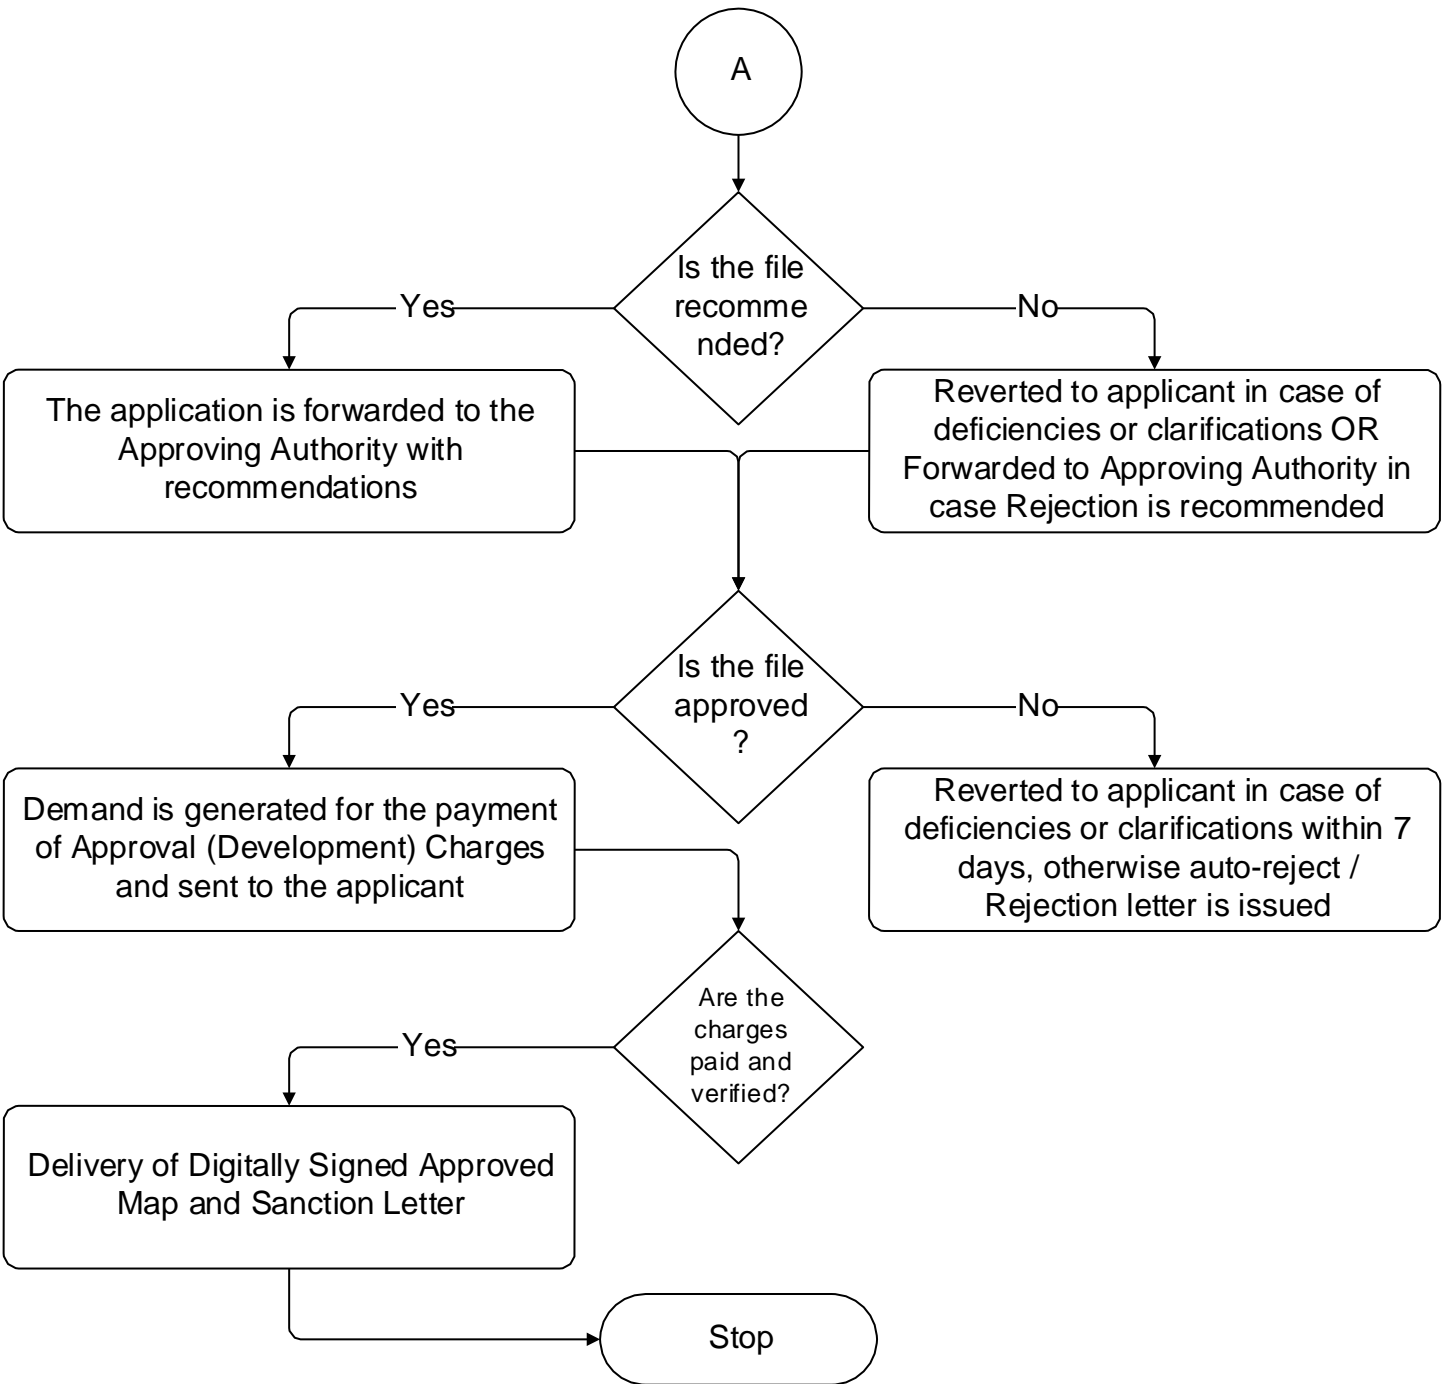 A
Is the file
recomme
nded?
Yes
No
The application is forwarded to the
Approving Authority with
recommendations
Reverted to applicant in case of
deficiencies or clarifications OR
Forwarded to Approving Authority in
case Rejection is recommended
Is the file
approved
?
Yes
No
Demand is generated for the payment
of Approval (Development) Charges
and sent to the applicant
Reverted to applicant in case of
deficiencies or clarifications within 7
days, otherwise auto-reject /
Rejection letter is issued
Are the
charges
paid and
verified?
Yes
Delivery of Digitally Signed Approved
Map and Sanction Letter
Stop